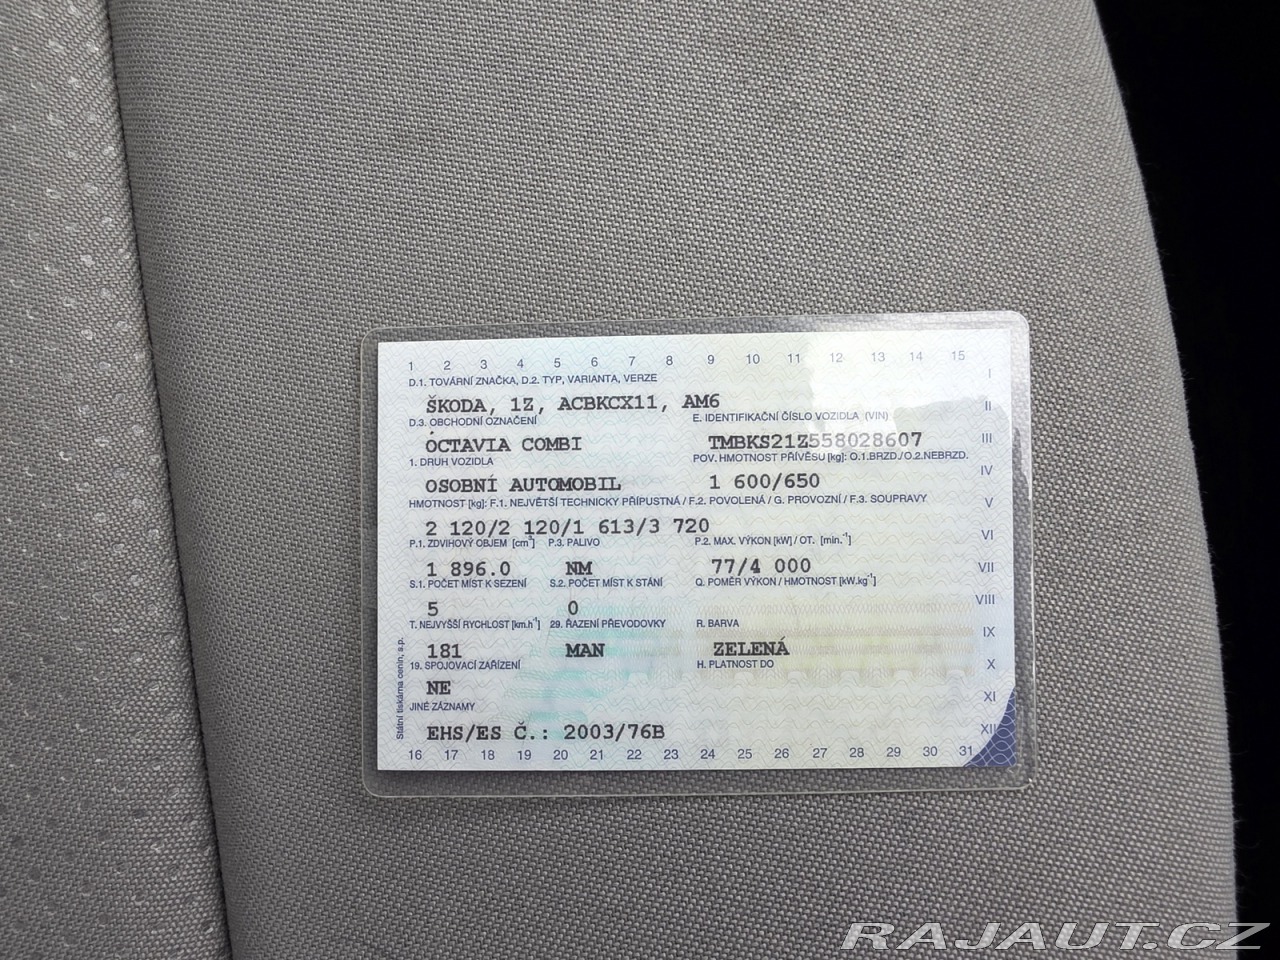 1 2 3 4 5 6 7 8 9 10 11 12 13 14 15
D.1. TOVÁRNÍ ZNAČKA, D.2. TYP, VARIANTA, VERZE
I
ŠKODA, 1Z, ACBKCX11, AM6
II
D.3. OBCHODNÍ OZNAČENÍ E. IDENTIFIKAČNÍ ČÍSLO VOZIDLA (VIN)
OCTAVIA COMBI TMBKS21Z558028607
III
1. DRUH VOZIDLA POV. HMOTNOST PŘÍVĚSU [kg]: O.1.BRZD./O.2.NEBRZD.
IV
OSOBNÍ AUTOMOBIL 1 600/650
HMOTNOST [kg]: F.1. NEJVĚTŠÍ TECHNICKY PŘÍPUSTNÁ / F.2. POVOLENÁ / G. PROVOZNÍ / F.3. SOUPRAVY
V
2 120/2 120/1 613/3 720
VI
P.1. ZDVIHOVÝ OBJEM [cm³] P.3. PALIVO P.2. MAX. VÝKON [kW] / OT. [min.⁻¹]
1 896.0 NM 77/4 000
VII
S.1. POČET MÍST K SEZENÍ S.2. POČET MÍST K STÁNÍ Q. POMĚR VÝKON / HMOTNOST [kW.kg⁻¹]
VIII
5 0
T. NEJVYŠŠÍ RYCHLOST [km.h⁻¹] 29. ŘAZENÍ PŘEVODOVKY R. BARVA
IX
181 MAN ZELENÁ
19. SPOJOVACÍ ZAŘÍZENÍ H. PLATNOST DO
X
NE
XI
JINÉ ZÁZNAMY
EHS/ES Č.: 2003/76B
XII
16 17 18 19 20 21 22 23 24 25 26 27 28 29 30 31
Státní tiskárna cenin, s.p.
RAJAUT.CZ